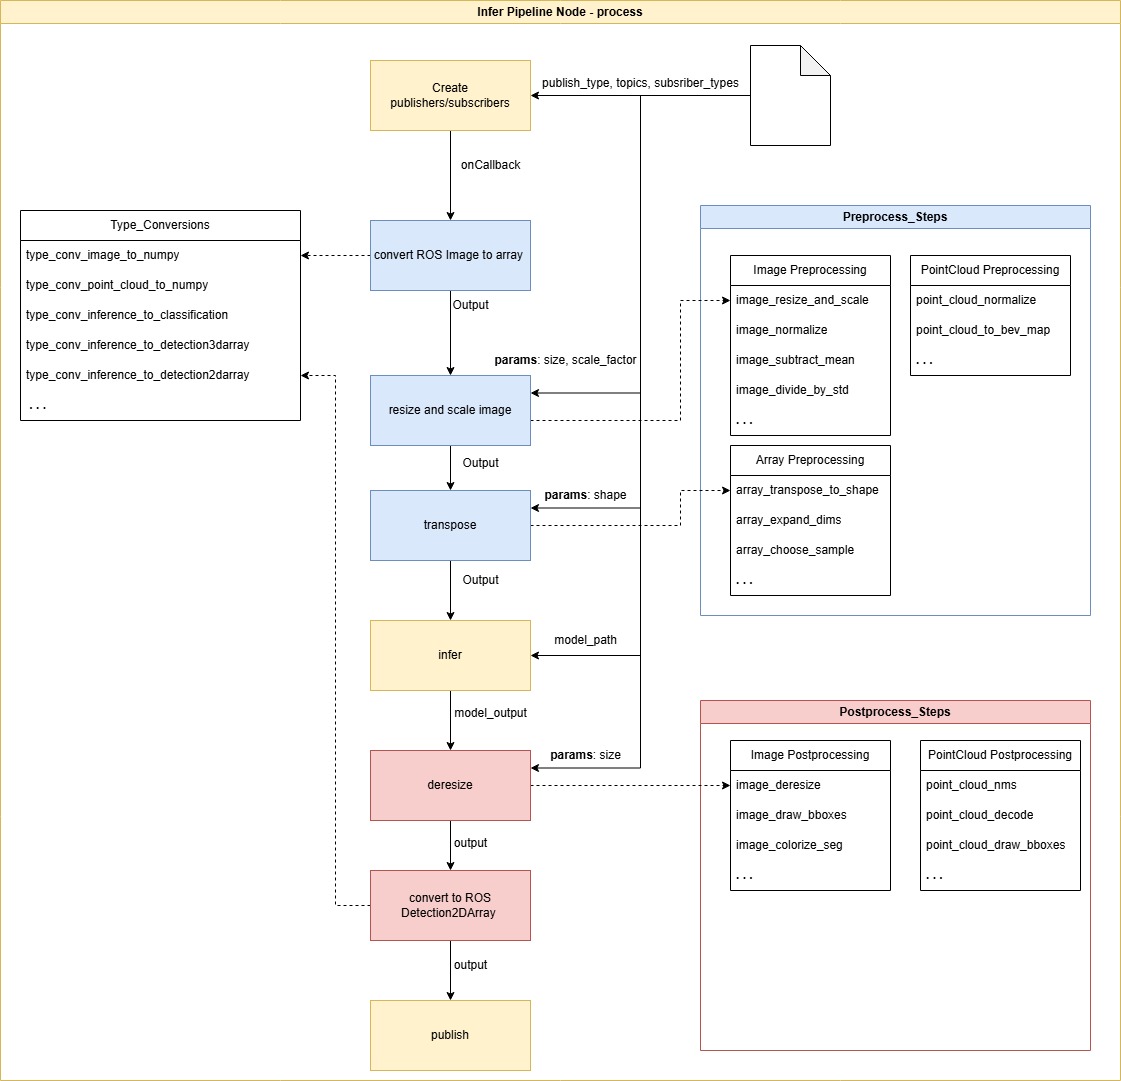 Infer Pipeline Node - process
Create
publishers/subscribers
publish_type, topics, subsriber_types
onCallback
Type_Conversions
type_conv_image_to_numpy
type_conv_point_cloud_to_numpy
type_conv_inference_to_classification
type_conv_inference_to_detection3darray
type_conv_inference_to_detection2darray
...
convert ROS Image to array
Output
params: size, scale_factor
resize and scale image
Output
params: shape
transpose
Output
model_path
infer
model_output
params: size
deresize
output
convert to ROS
Detection2DArray
output
publish
Preprocess_Steps
Image Preprocessing
image_resize_and_scale
image_normalize
image_subtract_mean
image_divide_by_std
...
PointCloud Preprocessing
point_cloud_normalize
point_cloud_to_bev_map
...
Array Preprocessing
array_transpose_to_shape
array_expand_dims
array_choose_sample
...
Postprocess_Steps
Image Postprocessing
image_deresize
image_draw_bboxes
image_colorize_seg
...
PointCloud Postprocessing
point_cloud_nms
point_cloud_decode
point_cloud_draw_bboxes
...